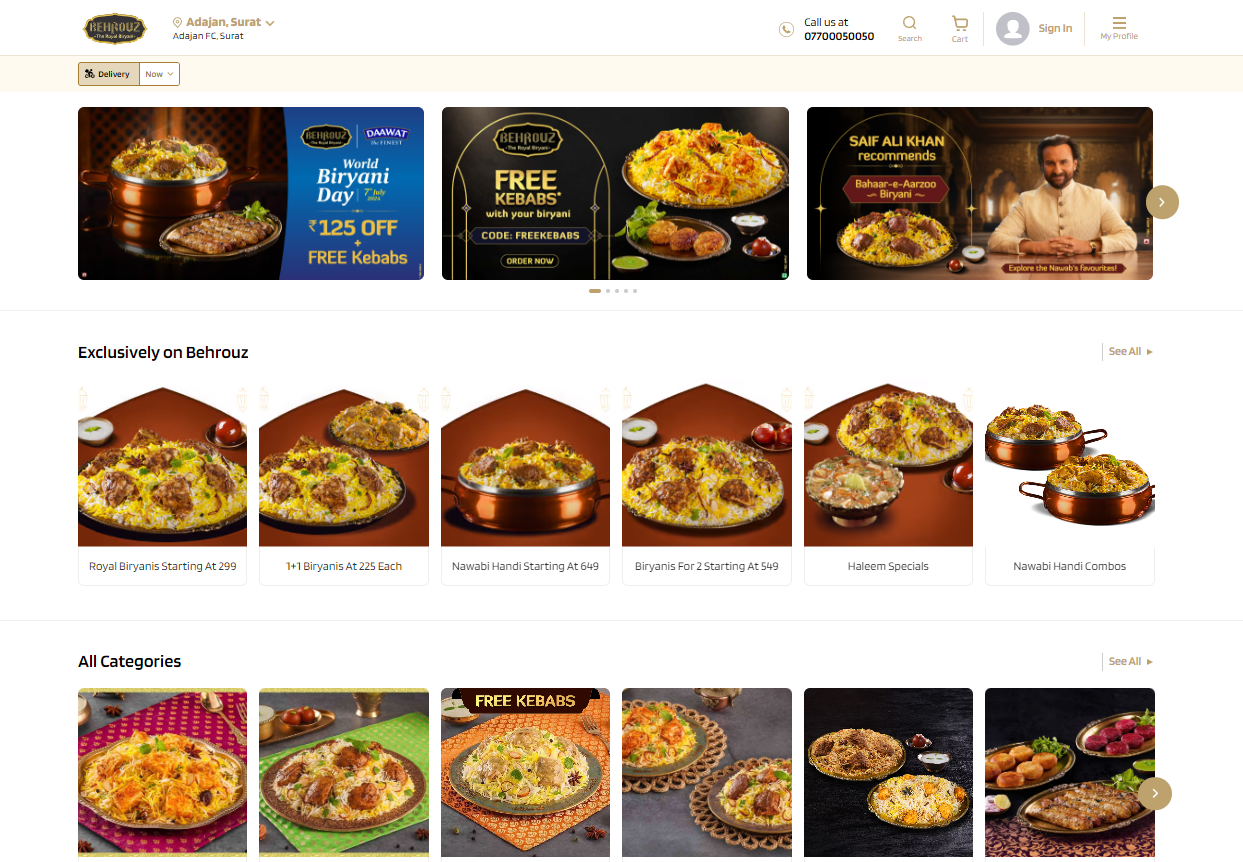 BEHROUZ
The Royal Biryani
Adajan, Surat
Adajan FC, Surat
Call us at
07700050050
Search
Cart
Sign In
My Profile
Delivery
Now
BEHROUZ
The Royal Biryani
DAAWAT
The FINEST
World
Biryani
Day
7th July
2024
₹125 OFF
+
FREE Kebabs
BEHROUZ
The Royal Biryani
FREE
KEBABS*
with your biryani
CODE: FREEKEBABS
ORDER NOW
SAIF ALI KHAN
recommends
Bahaar-e-Aarzoo
Biryani
Explore the Nawab's favourites!
Exclusively on Behrouz
See All
Royal Biryanis Starting At 299
1+1 Biryanis At 225 Each
Nawabi Handi Starting At 649
Biryanis For 2 Starting At 549
Haleem Specials
Nawabi Handi Combos
All Categories
See All
FREE KEBABS